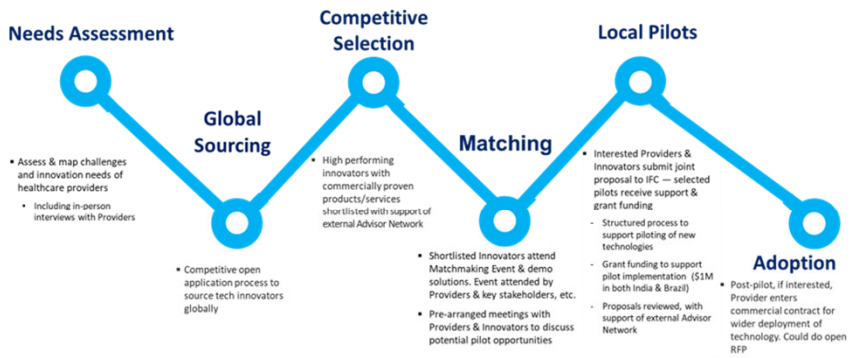 Needs Assessment
▪ Assess & map challenges
and innovation needs of
healthcare providers
• Including in-person
interviews with Providers
Global
Sourcing
▪ Competitive open
application process to
source tech innovators
globally
Competitive
Selection
▪ High performing
innovators with
commercially proven
products/services
shortlisted with support of
external Advisor Network
Matching
▪ Shortlisted Innovators attend
Matchmaking Event & demo
solutions. Event attended by
Providers & key stakeholders, etc.
▪ Pre-arranged meetings with
Providers & Innovators to discuss
potential pilot opportunities
Local Pilots
▪ Interested Providers &
Innovators submit joint
proposal to IFC — selected
pilots receive support &
grant funding
- Structured process to
support piloting of new
technologies
- Grant funding to support
pilot implementation ($1M
in both India & Brazil)
- Proposals reviewed, with
support of external Advisor
Network
Adoption
▪ Post-pilot, if interested,
Provider enters
commercial contract for
wider deployment of
technology. Could do open
RFP